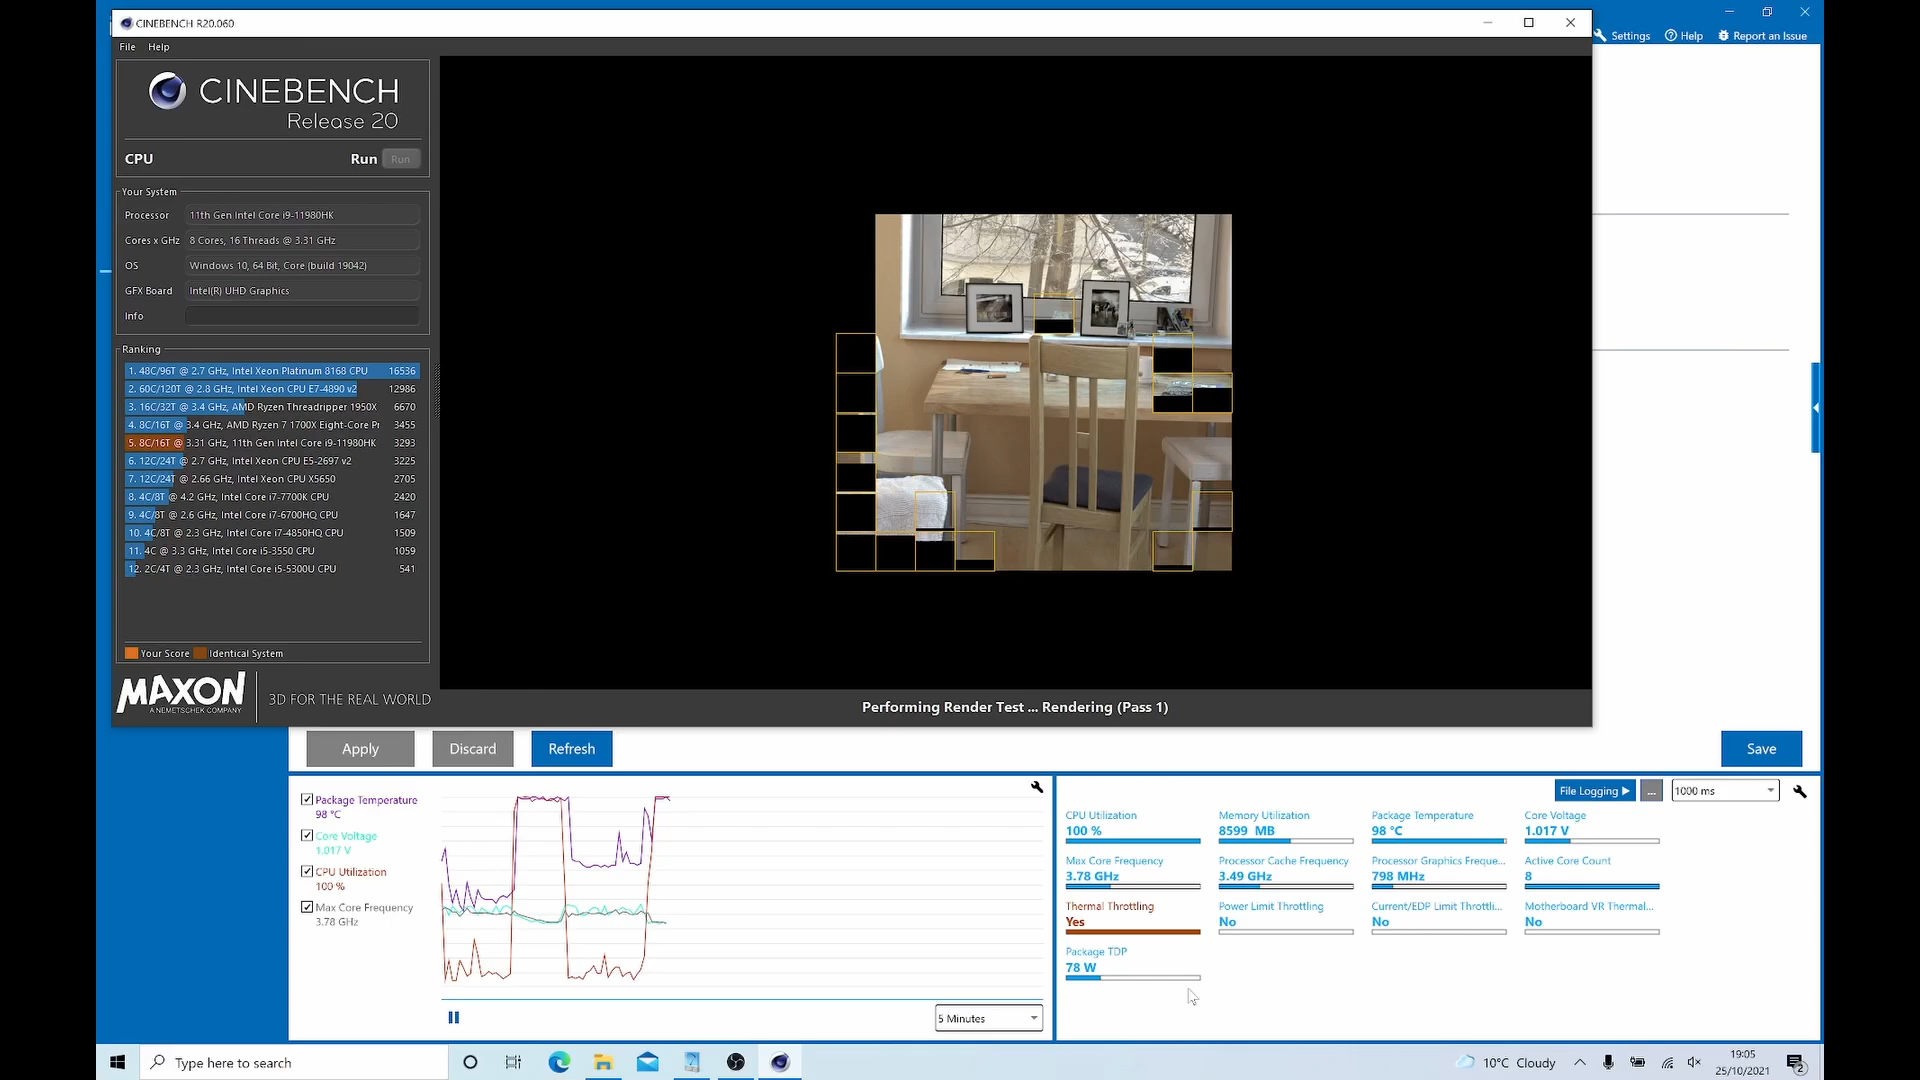 CINEBENCH R20.060
Settings
Help
Report an Issue
File Help
CINEBENCH
Release 20
CPU Run Run
Your System
Processor 11th Gen Intel Core i9-11980HK
Cores x GHz 8 Cores, 16 Threads @ 3.31 GHz
OS Windows 10, 64 Bit, Core (build 19042)
GFX Board Intel(R) UHD Graphics
Info
Ranking
1. 48C/96T @ 2.7 GHz, Intel Xeon Platinum 8168 CPU 16536
2. 60C/120T @ 2.8 GHz, Intel Xeon CPU E7-4890 v2 12986
3. 16C/32T @ 3.4 GHz, AMD Ryzen Threadripper 1950X 6670
4. 8C/16T @ 3.4 GHz, AMD Ryzen 7 1700X Eight-Core Pr 3455
5. 8C/16T @ 3.31 GHz, 11th Gen Intel Core i9-11980HK 3293
6. 12C/24T @ 2.7 GHz, Intel Xeon CPU E5-2697 v2 3225
7. 12C/24T @ 2.66 GHz, Intel Xeon CPU X5650 2705
8. 4C/8T @ 4.2 GHz, Intel Core i7-7700K CPU 2420
9. 4C/8T @ 2.6 GHz, Intel Core i7-6700HQ CPU 1647
10. 4C/8T @ 2.3 GHz, Intel Core i7-4850HQ CPU 1509
11. 4C @ 3.3 GHz, Intel Core i5-3550 CPU 1059
12. 2C/4T @ 2.3 GHz, Intel Core i5-5300U CPU 541
Your Score Identical System
MAXON
A NEMETSCHEK COMPANY
3D FOR THE REAL WORLD
Performing Render Test ... Rendering (Pass 1)
Apply Discard Refresh Save
Package Temperature
98 °C
Core Voltage
1.017 V
CPU Utilization
100 %
Max Core Frequency
3.78 GHz
5 Minutes
File Logging ... 1000 ms
CPU Utilization Memory Utilization Package Temperature Core Voltage
100 % 8599 MB 98 °C 1.017 V
Max Core Frequency Processor Cache Frequency Processor Graphics Freque... Active Core Count
3.78 GHz 3.49 GHz 798 MHz 8
Thermal Throttling Power Limit Throttling Current/EDP Limit Throttli... Motherboard VR Thermal...
Yes No No No
Package TDP
78 W
Type here to search
10°C Cloudy
19:05
25/10/2021
2